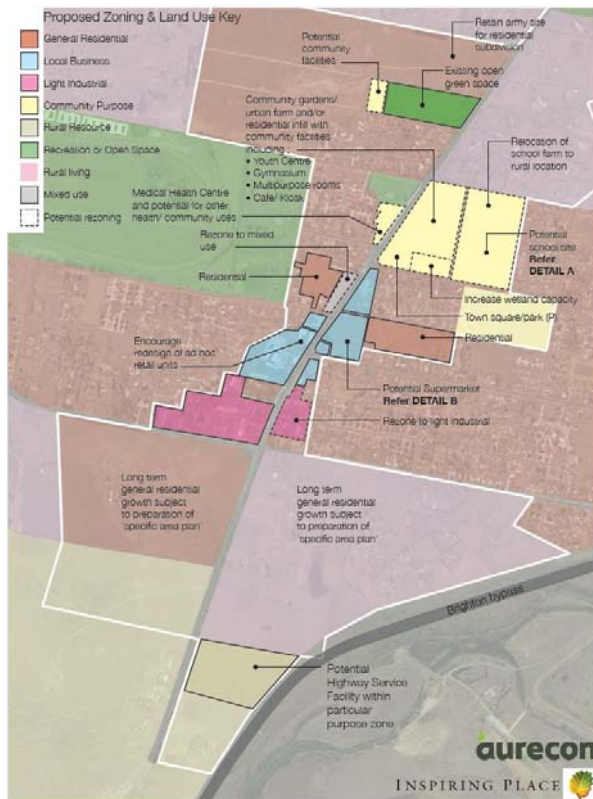 Proposed Zoning & Land Use Key
General Residential
Local Business
Light Industrial
Community Purpose
Rural Resource
Recreation or Open Space
Rural living
Mixed use
Potential rezoning
Potential
community
facilities
Retain army site
for residential
subdivision
Existing open
green space
Community gardens/
urban farm and/or
residential infill with
community facilities
including :
• Youth Centre
• Gymnasium
• Multipurpose rooms
• Cafe/ Kiosk
Relocation of
school farm to
rural location
Medical Health Centre
and potential for other
health/ community uses
Potential
school site
Refer
DETAIL A
Rezone to mixed
use
Residential
Increase wetland capacity
Town square/park (P)
Encourage
redesign of ad hoc
retail units
Residential
Potential Supermarket
Refer DETAIL B
Rezone to light industrial
Long term
general residential
growth subject
to preparation of
'specific area plan'
Long term
general residential
growth subject
to preparation of
'specific area plan'
Brighton bypass
Potential
Highway Service
Facility within
particular
purpose zone
aurecon
INSPIRING PLACE